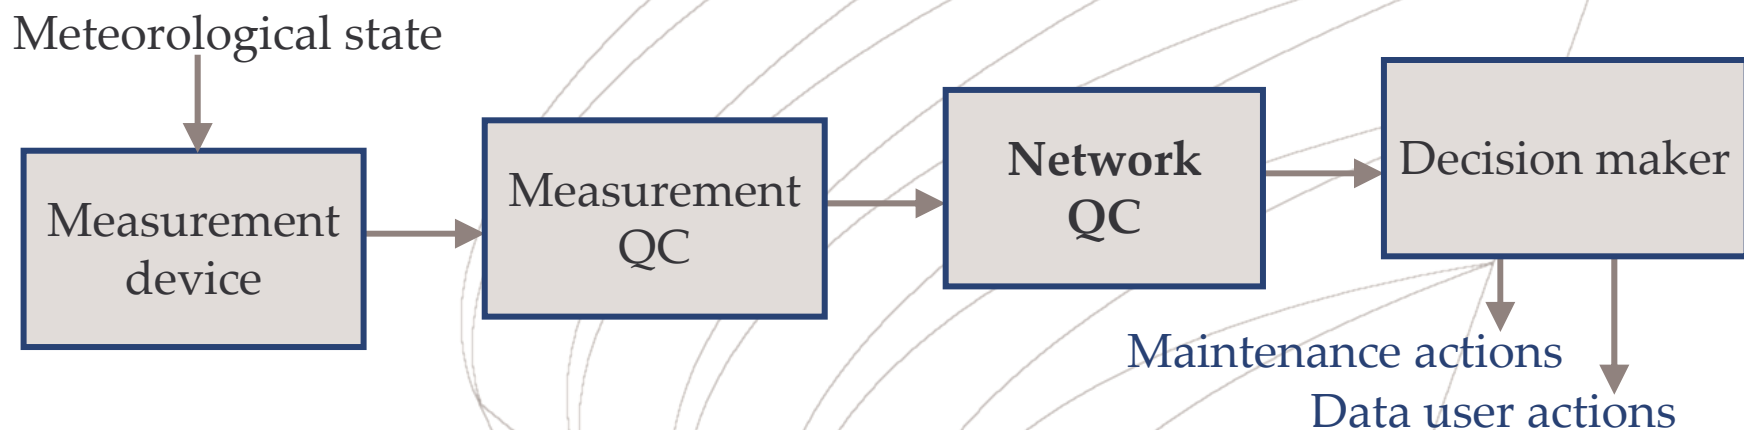 Meteorological state
Measurement
device
Measurement
QC
Network
QC
Decision maker
Maintenance actions
Data user actions